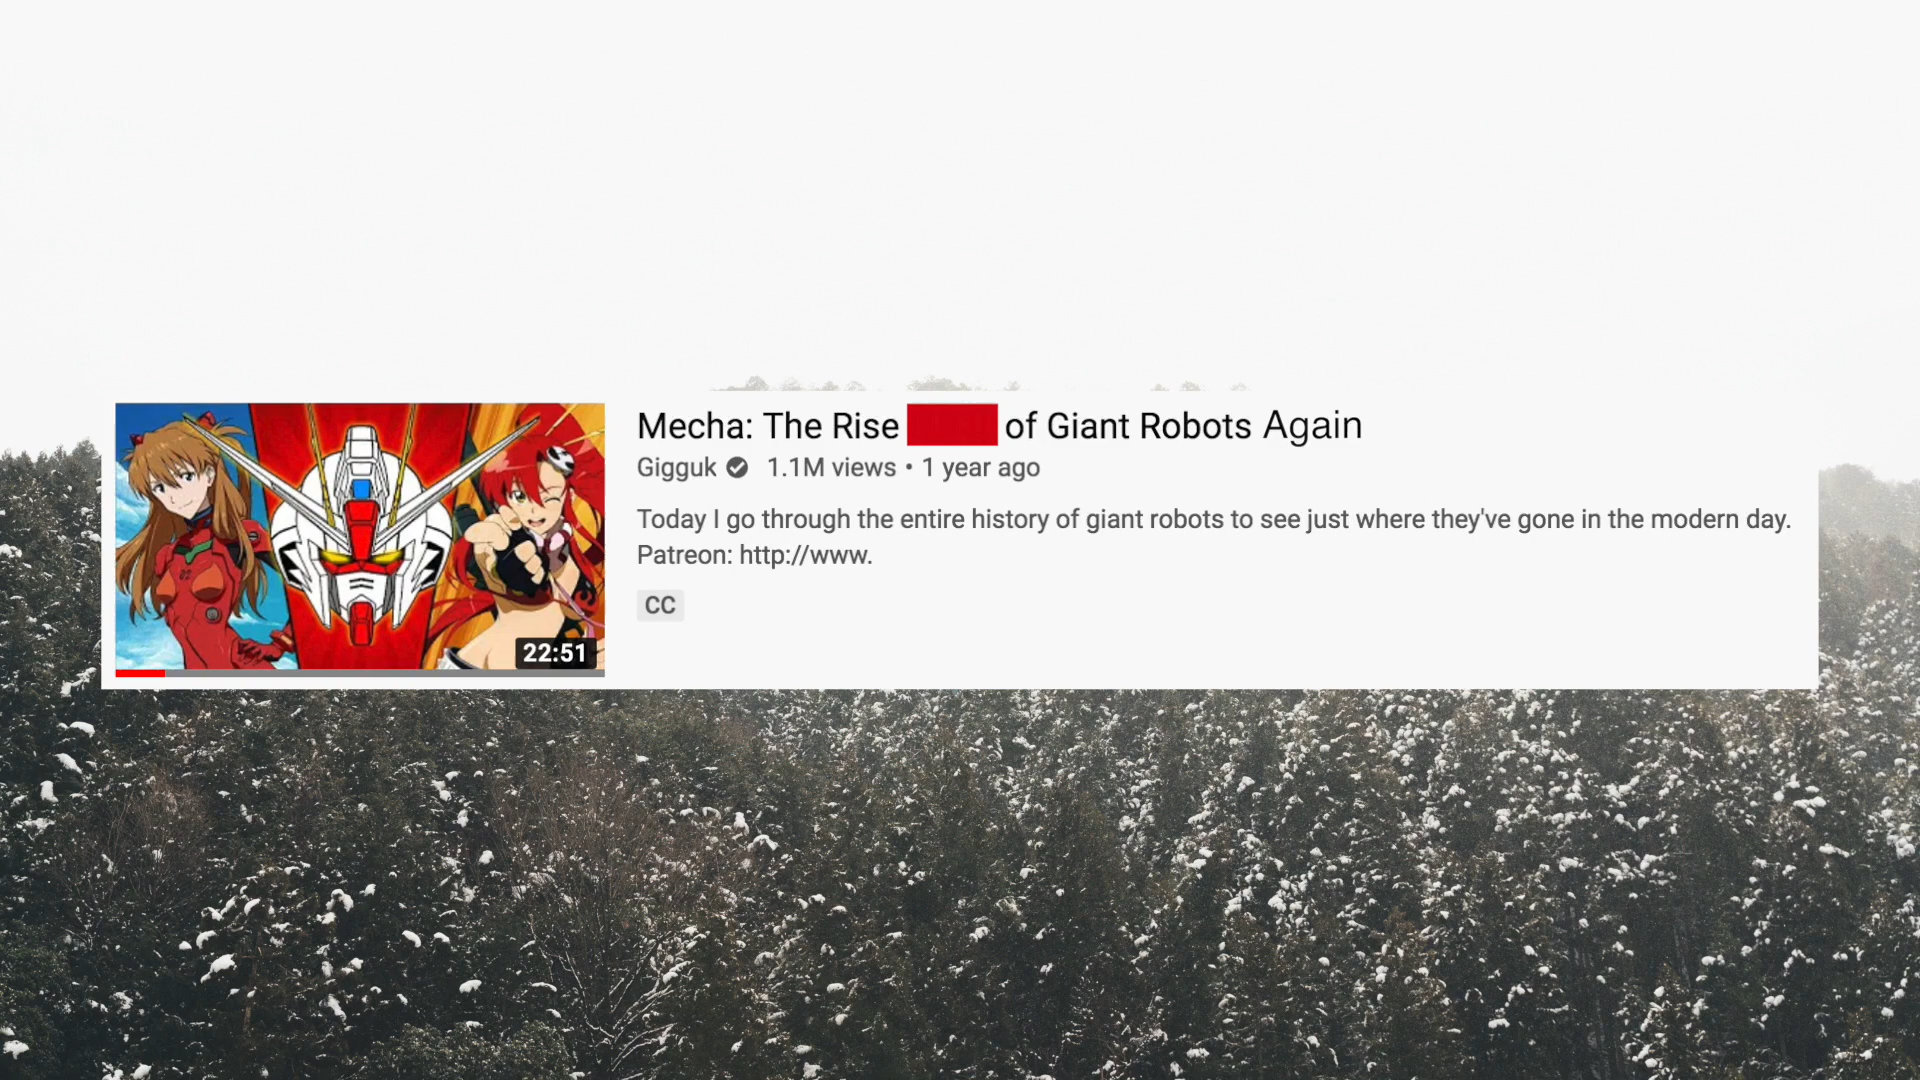 Mecha: The Rise of Giant Robots Again
Gigguk 1.1M views • 1 year ago
Today I go through the entire history of giant robots to see just where they've gone in the modern day.
Patreon: http://www.
CC
22:51